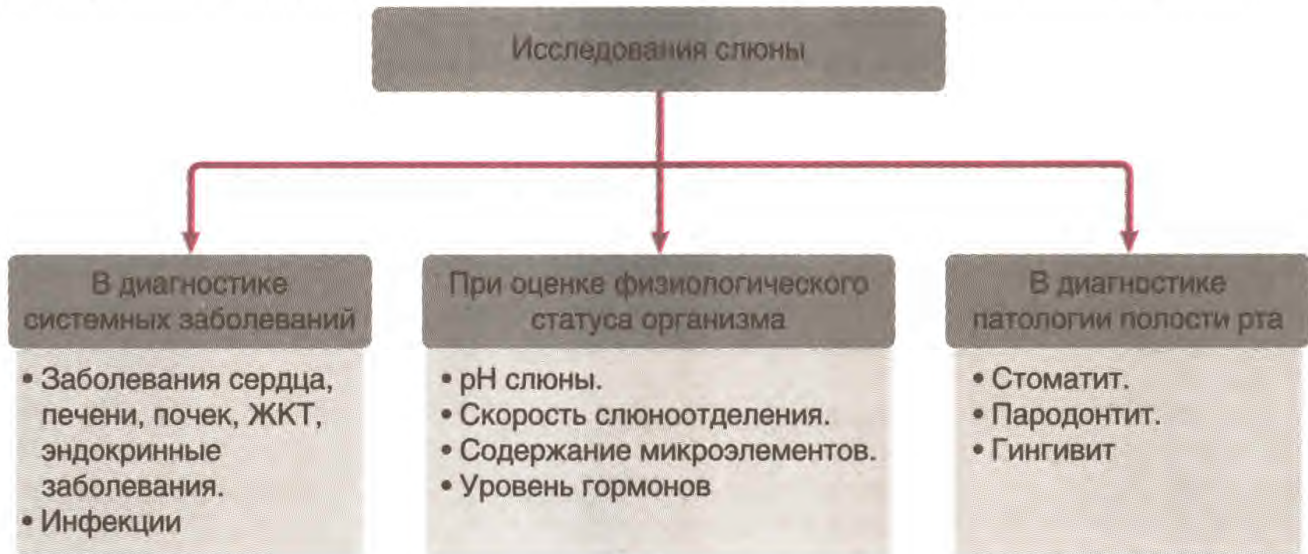 Исследования слюны
В диагностике
системных заболеваний
• Заболевания сердца,
печени, почек, ЖКТ,
эндокринные
заболевания.
• Инфекции
При оценке физиологического
статуса организма
• pH слюны.
• Скорость слюноотделения.
• Содержание микроэлементов.
• Уровень гормонов
В диагностике
патологии полости рта
• Стоматит.
• Пародонтит.
• Гингивит